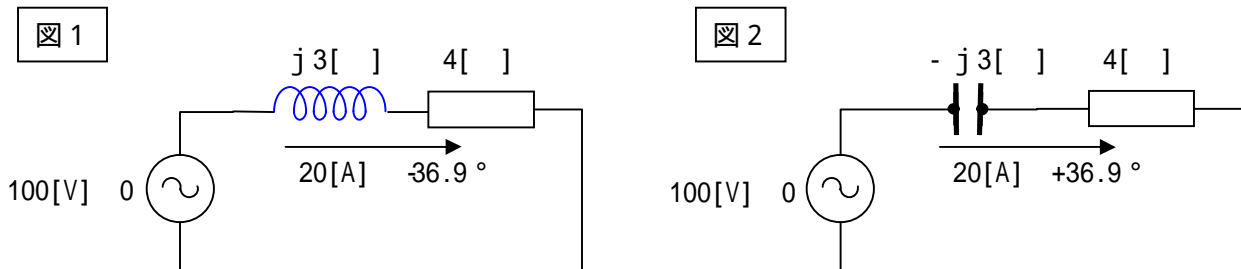 図1
j3[ ] 4[ ]
20[A] -36.9°
100[V] 0
図2
- j3[ ] 4[ ]
20[A] +36.9°
100[V] 0